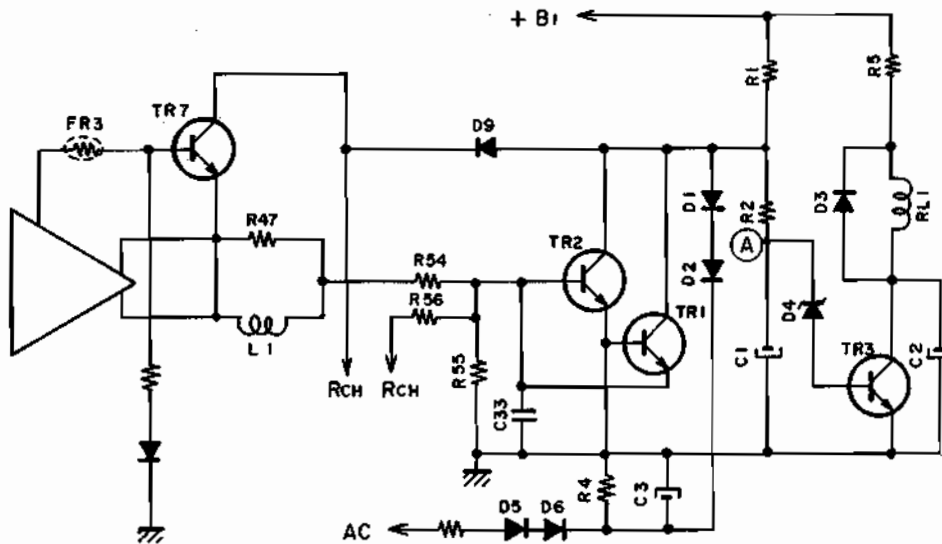 + B1
R1
R5
TR7
FR3
D9
D1
R2
D3
RL1
R47
A
TR2
D2
R54
TR1
D4
R56
L1
C1
TR3
C2
RCH
RCH
R55
C33
R4
C3
D5
D6
AC